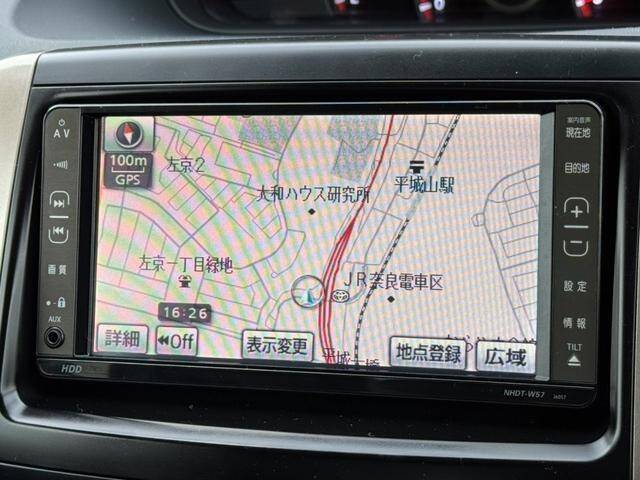 AV
画質
AUX
HDD
100m
GPS
左京2
大和ハウス研究所
平城山駅
左京一丁目緑地
JR奈良電車区
16:26
詳細
Off
表示変更
地点登録
広域
案内音声
現在地
目的地
+
−
設定
情報
TILT
NHDT-W57